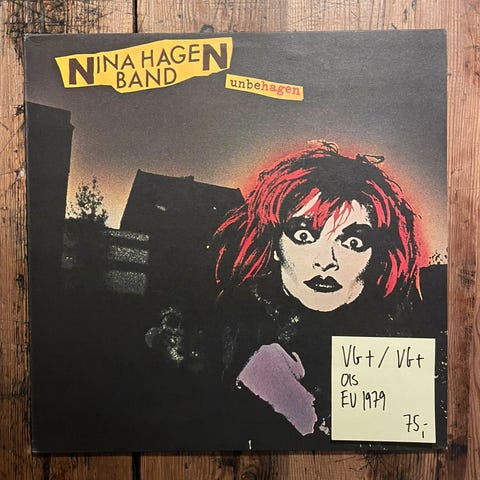 NINA HAGEN
BAND
unbehagen
VG+ / VG+
OIS
EU 1979
75,-